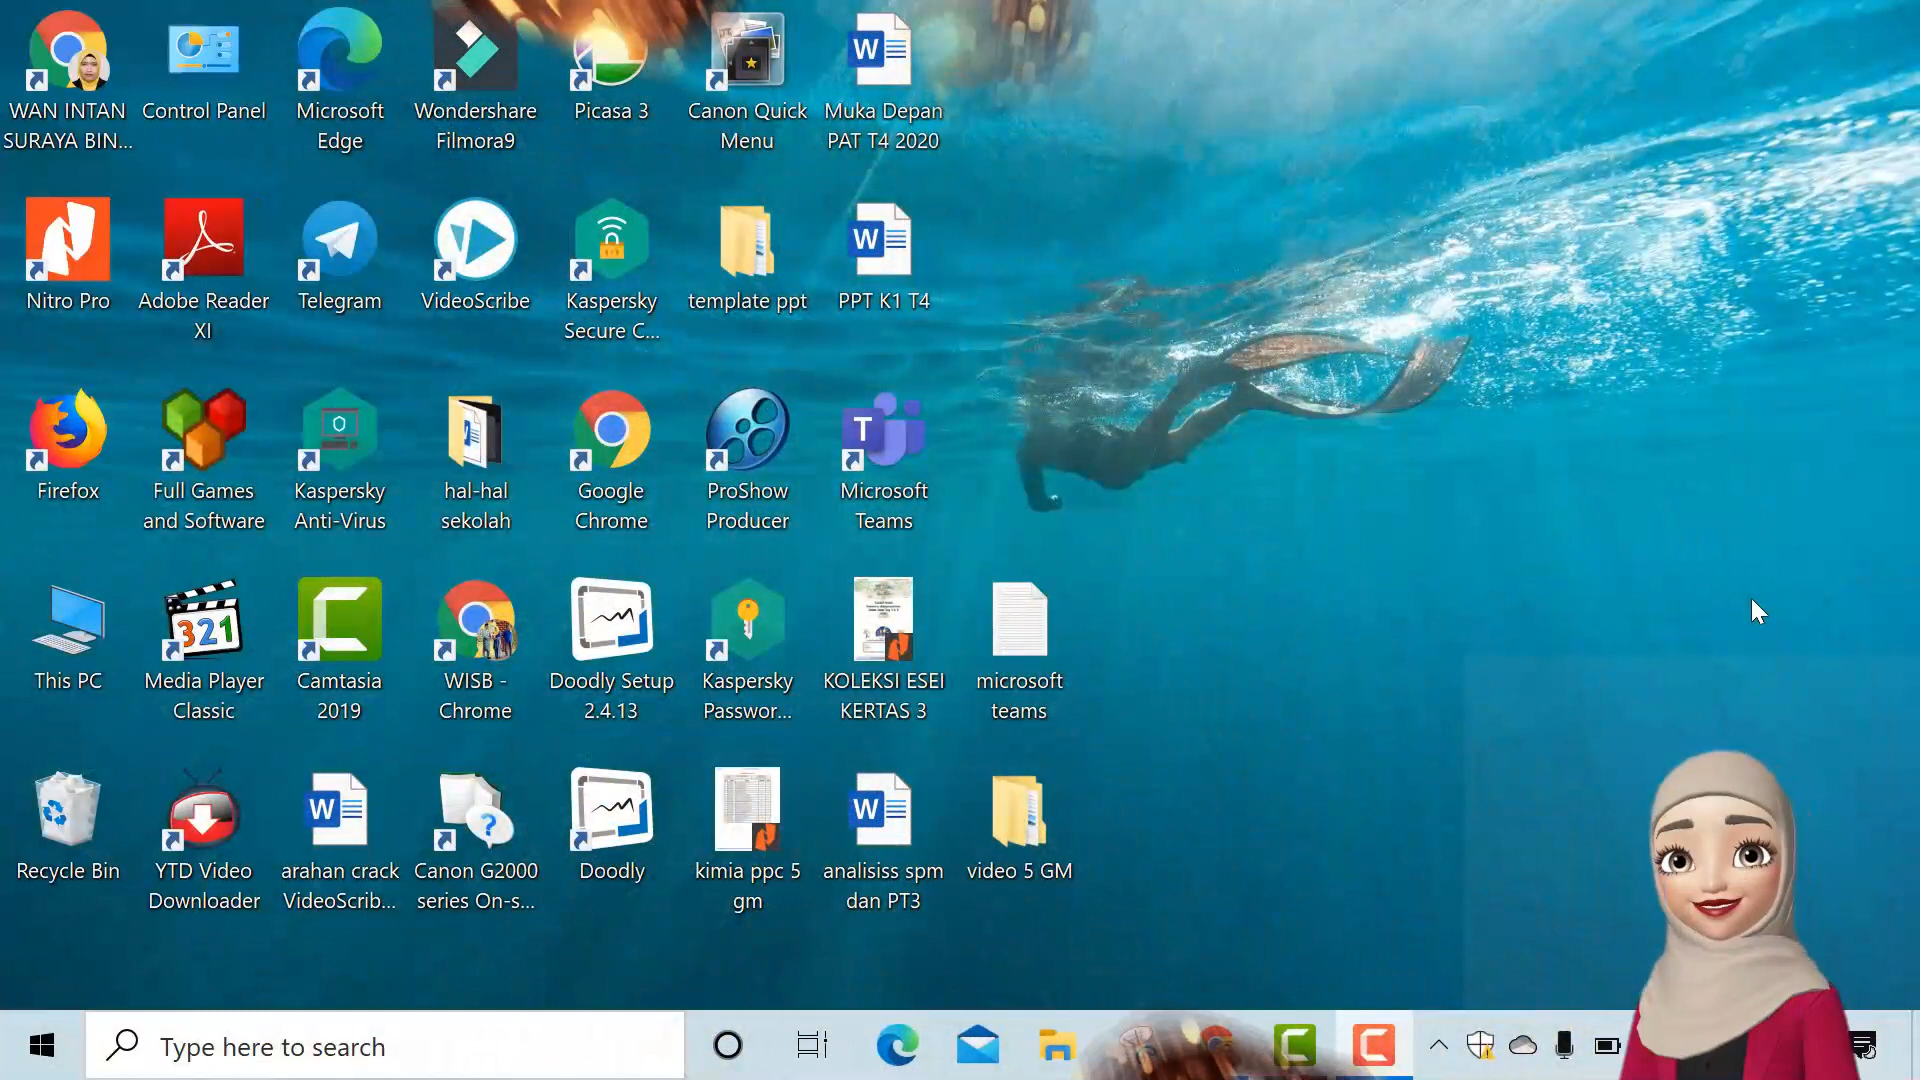 WAN INTAN
SURAYA BIN...
Control Panel
Microsoft
Edge
Wondershare
Filmora9
Picasa 3
Canon Quick
Menu
Muka Depan
PAT T4 2020
Nitro Pro
Adobe Reader
XI
Telegram
VideoScribe
Kaspersky
Secure C...
template ppt
PPT K1 T4
Firefox
Full Games
and Software
Kaspersky
Anti-Virus
hal-hal
sekolah
Google
Chrome
ProShow
Producer
Microsoft
Teams
This PC
Media Player
Classic
Camtasia
2019
WISB -
Chrome
Doodly Setup
2.4.13
Kaspersky
Passwor...
KOLEKSI ESEI
KERTAS 3
microsoft
teams
Recycle Bin
YTD Video
Downloader
arahan crack
VideoScrib...
Canon G2000
series On-s...
Doodly
kimia ppc 5
gm
analisiss spm
dan PT3
video 5 GM
Type here to search